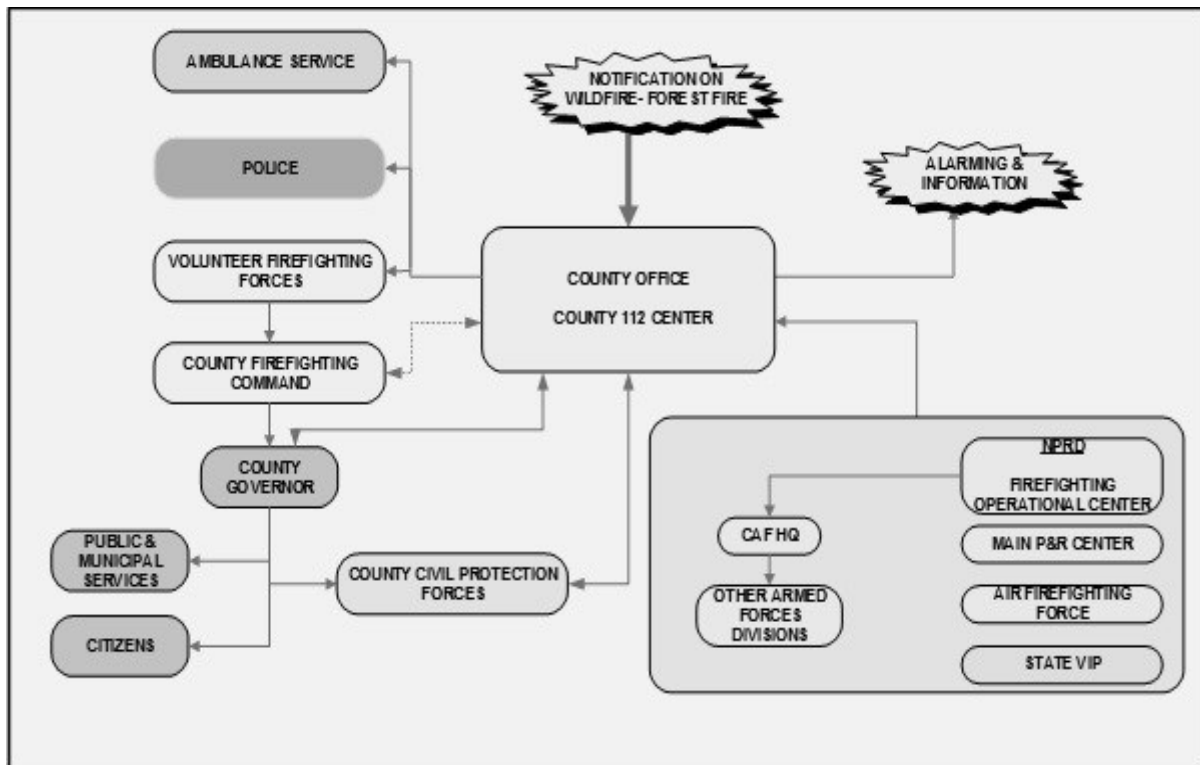 AMBULANCE SERVICE
NOTIFICATION ON
WILDFIRE- FOREST FIRE
POLICE
ALARMING &
INFORMATION
VOLUNTEER FIREFIGHTING
FORCES
COUNTY OFFICE
COUNTY 112 CENTER
COUNTY FIREFIGHTING
COMMAND
COUNTY
GOVERNOR
PUBLIC &
MUNICIPAL
SERVICES
COUNTY CIVIL PROTECTION
FORCES
CITIZENS
NPRD
FIREFIGHTING
OPERATIONAL CENTER
CAF HQ
MAIN P&R CENTER
OTHER ARMED
FORCES
DIVISIONS
AIR FIREFIGHTING
FORCE
STATE VIP